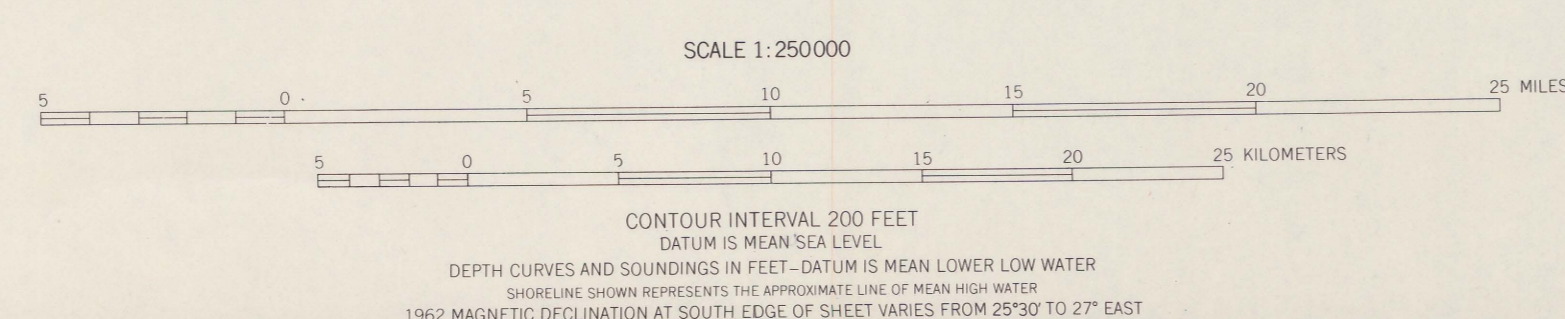 SCALE 1:250000
5 0 5 10 15 20 25 MILES
5 0 5 10 15 20 25 KILOMETERS
CONTOUR INTERVAL 200 FEET
DATUM IS MEAN SEA LEVEL
DEPTH CURVES AND SOUNDINGS IN FEET–DATUM IS MEAN LOWER LOW WATER
SHORELINE SHOWN REPRESENTS THE APPROXIMATE LINE OF MEAN HIGH WATER
1962 MAGNETIC DECLINATION AT SOUTH EDGE OF SHEET VARIES FROM 25°30′ TO 27° EAST